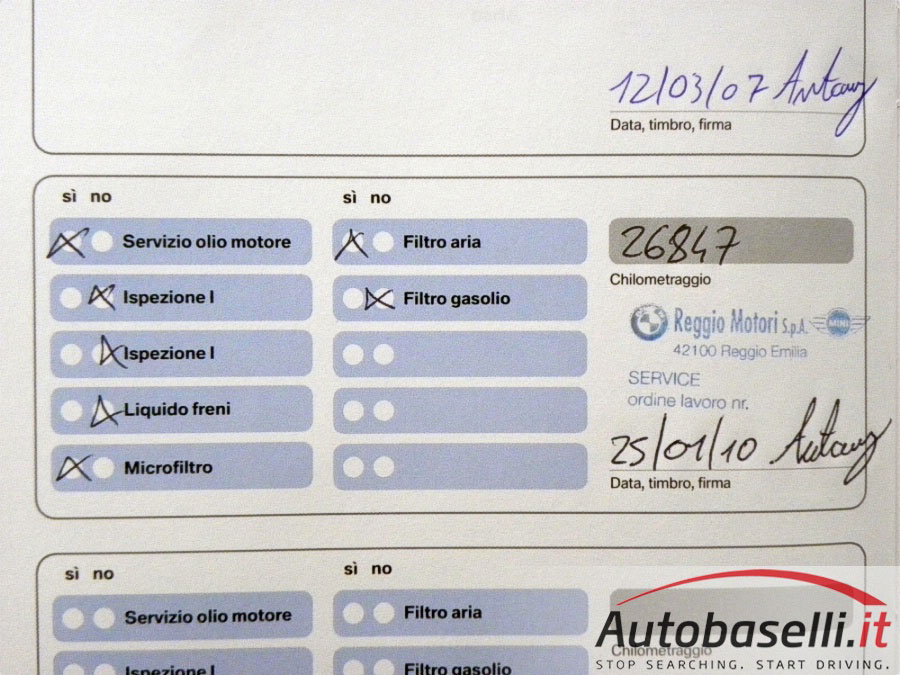 12/03/07 Autony
Data, timbro, firma
sì no
sì no
Servizio olio motore
Filtro aria
26847
Chilometraggio
Ispezione I
Filtro gasolio
Reggio Motori S.p.A. MINI
42100 Reggio Emilia
Ispezione I
SERVICE
ordine lavoro nr.
Liquido freni
25/01/10
Microfiltro
Data, timbro, firma
sì no
sì no
Servizio olio motore
Filtro aria
Chilometraggio
Ispezione I
Filtro gasolio
Autobaselli.it
STOP SEARCHING. START DRIVING.